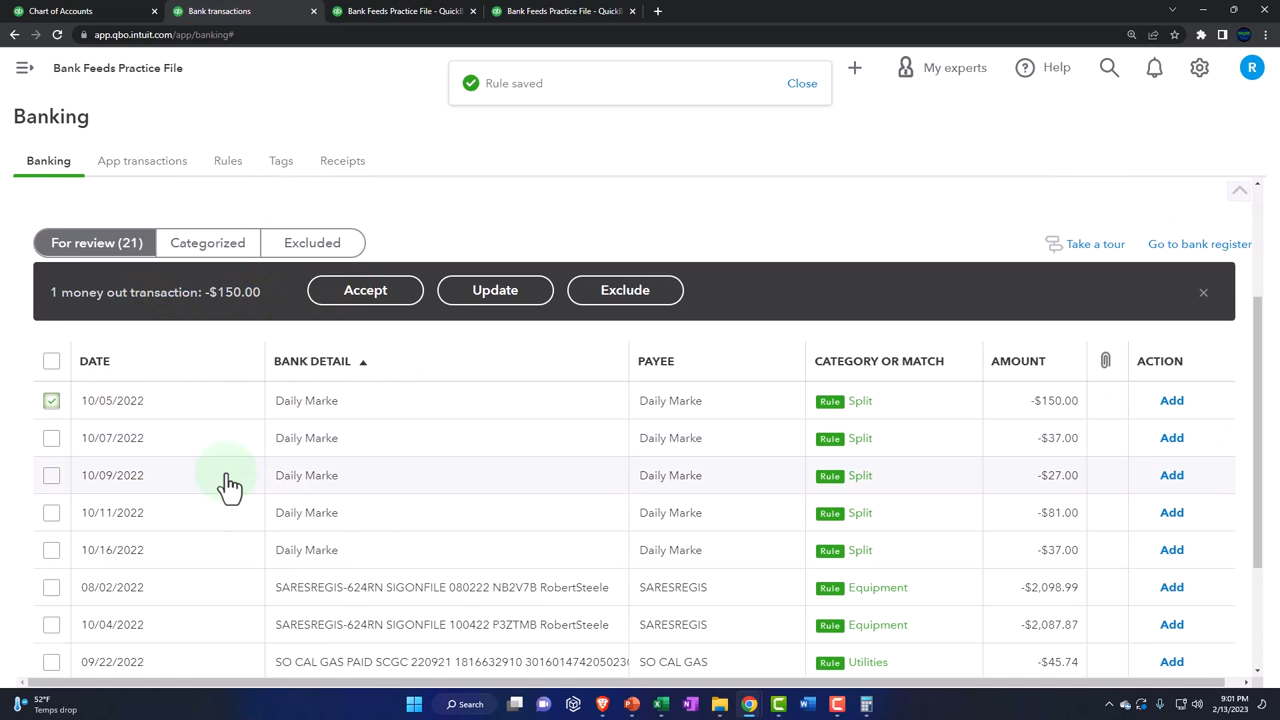 Chart of Accounts
Bank transactions
Bank Feeds Practice File - QuickB
Bank Feeds Practice File - QuickB
app.qbo.intuit.com/app/banking#
Bank Feeds Practice File
Rule saved
Close
My experts
Help
R
Banking
Banking
App transactions
Rules
Tags
Receipts
For review (21)
Categorized
Excluded
Take a tour
Go to bank register
1 money out transaction: -$150.00
Accept
Update
Exclude
DATE BANK DETAIL PAYEE CATEGORY OR MATCH AMOUNT ACTION
10/05/2022 Daily Marke Daily Marke Rule Split -$150.00 Add
10/07/2022 Daily Marke Daily Marke Rule Split -$37.00 Add
10/09/2022 Daily Marke Daily Marke Rule Split -$27.00 Add
10/11/2022 Daily Marke Daily Marke Rule Split -$81.00 Add
10/16/2022 Daily Marke Daily Marke Rule Split -$37.00 Add
08/02/2022 SARESREGIS-624RN SIGONFILE 080222 NB2V7B RobertSteele SARESREGIS Rule Equipment -$2,098.99 Add
10/04/2022 SARESREGIS-624RN SIGONFILE 100422 P3ZTMB RobertSteele SARESREGIS Rule Equipment -$2,087.87 Add
09/22/2022 SO CAL GAS PAID SCGC 220921 1816632910 3016014742050230 SO CAL GAS Rule Utilities -$45.74 Add
52°F
Temps drop
Search
9:01 PM
2/13/2023